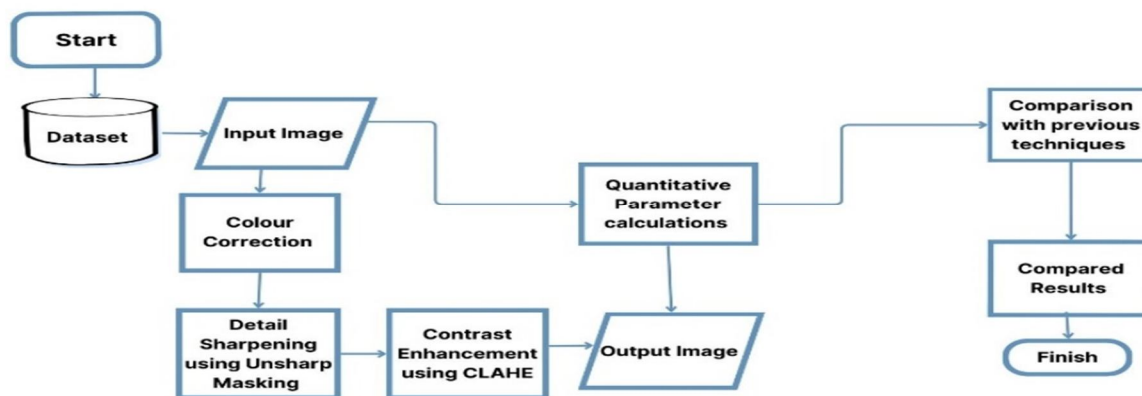 Start
Dataset
Input Image
Colour
Correction
Detail
Sharpening
using Unsharp
Masking
Contrast
Enhancement
using CLAHE
Output Image
Quantitative
Parameter
calculations
Comparison
with previous
techniques
Compared
Results
Finish